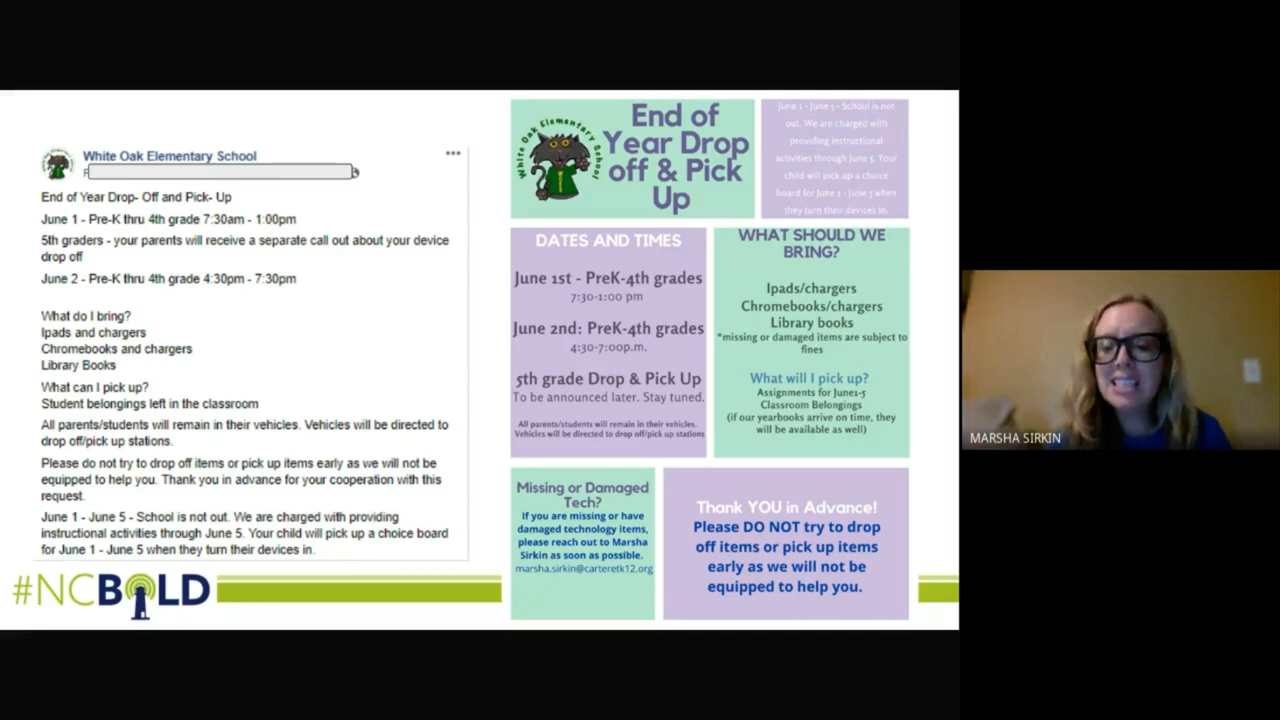 White Oak Elementary School
End of Year Drop- Off and Pick- Up
June 1 - Pre-K thru 4th grade 7:30am - 1:00pm
5th graders - your parents will receive a separate call out about your device
drop off
June 2 - Pre-K thru 4th grade 4:30pm - 7:30pm
What do I bring?
Ipads and chargers
Chromebooks and chargers
Library Books
What can I pick up?
Student belongings left in the classroom
All parents/students will remain in their vehicles. Vehicles will be directed to
drop off/pick up stations.
Please do not try to drop off items or pick up items early as we will not be
equipped to help you. Thank you in advance for your cooperation with this
request.
June 1 - June 5 - School is not out. We are charged with providing
instructional activities through June 5. Your child will pick up a choice board
for June 1 - June 5 when they turn their devices in.
#NCBOLD
White Oak Elementary School
End of
Year Drop
off & Pick
Up
June 1 - June 5 - School is not
out. We are charged with
providing instructional
activities through June 5. Your
child will pick up a choice
board for June 1 - June 5 when
they turn their devices in.
DATES AND TIMES
June 1st - PreK-4th grades
7:30-1:00 pm
June 2nd: PreK-4th grades
4:30-7:00p.m.
5th grade Drop & Pick Up
To be announced later. Stay tuned.
All parents/students will remain in their vehicles.
Vehicles will be directed to drop off/pick up stations
WHAT SHOULD WE
BRING?
Ipads/chargers
Chromebooks/chargers
Library books
*missing or damaged items are subject to
fines
What will I pick up?
Assignments for June1-5
Classroom Belongings
(if our yearbooks arrive on time, they
will be available as well)
Missing or Damaged
Tech?
If you are missing or have
damaged technology items,
please reach out to Marsha
Sirkin as soon as possible.
marsha.sirkin@carteretk12.org
Thank YOU in Advance!
Please DO NOT try to drop
off items or pick up items
early as we will not be
equipped to help you.
MARSHA SIRKIN